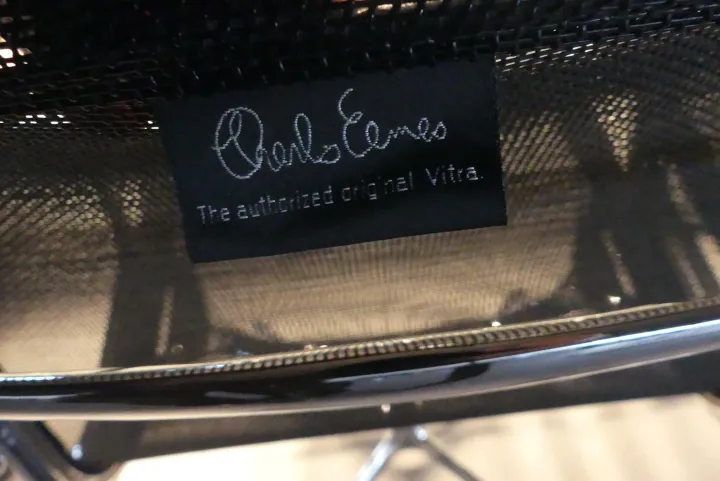 Charles Eames
The authorized original Vitra.